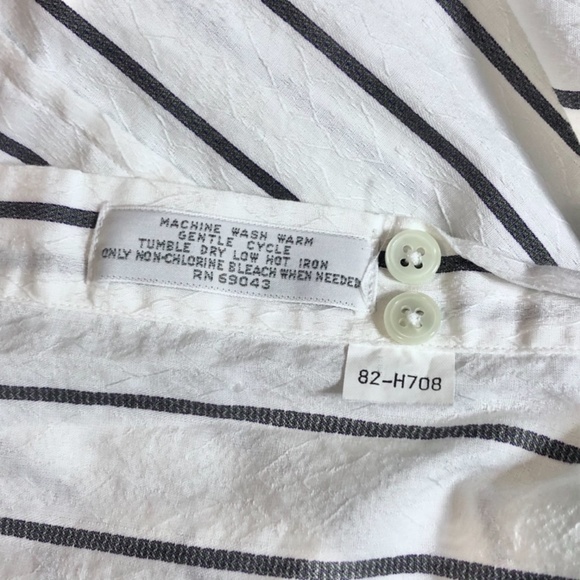 MACHINE WASH WARM
GENTLE CYCLE
TUMBLE DRY LOW HOT IRON
ONLY NON-CHLORINE BLEACH WHEN NEEDED
RN 69043
82-H708